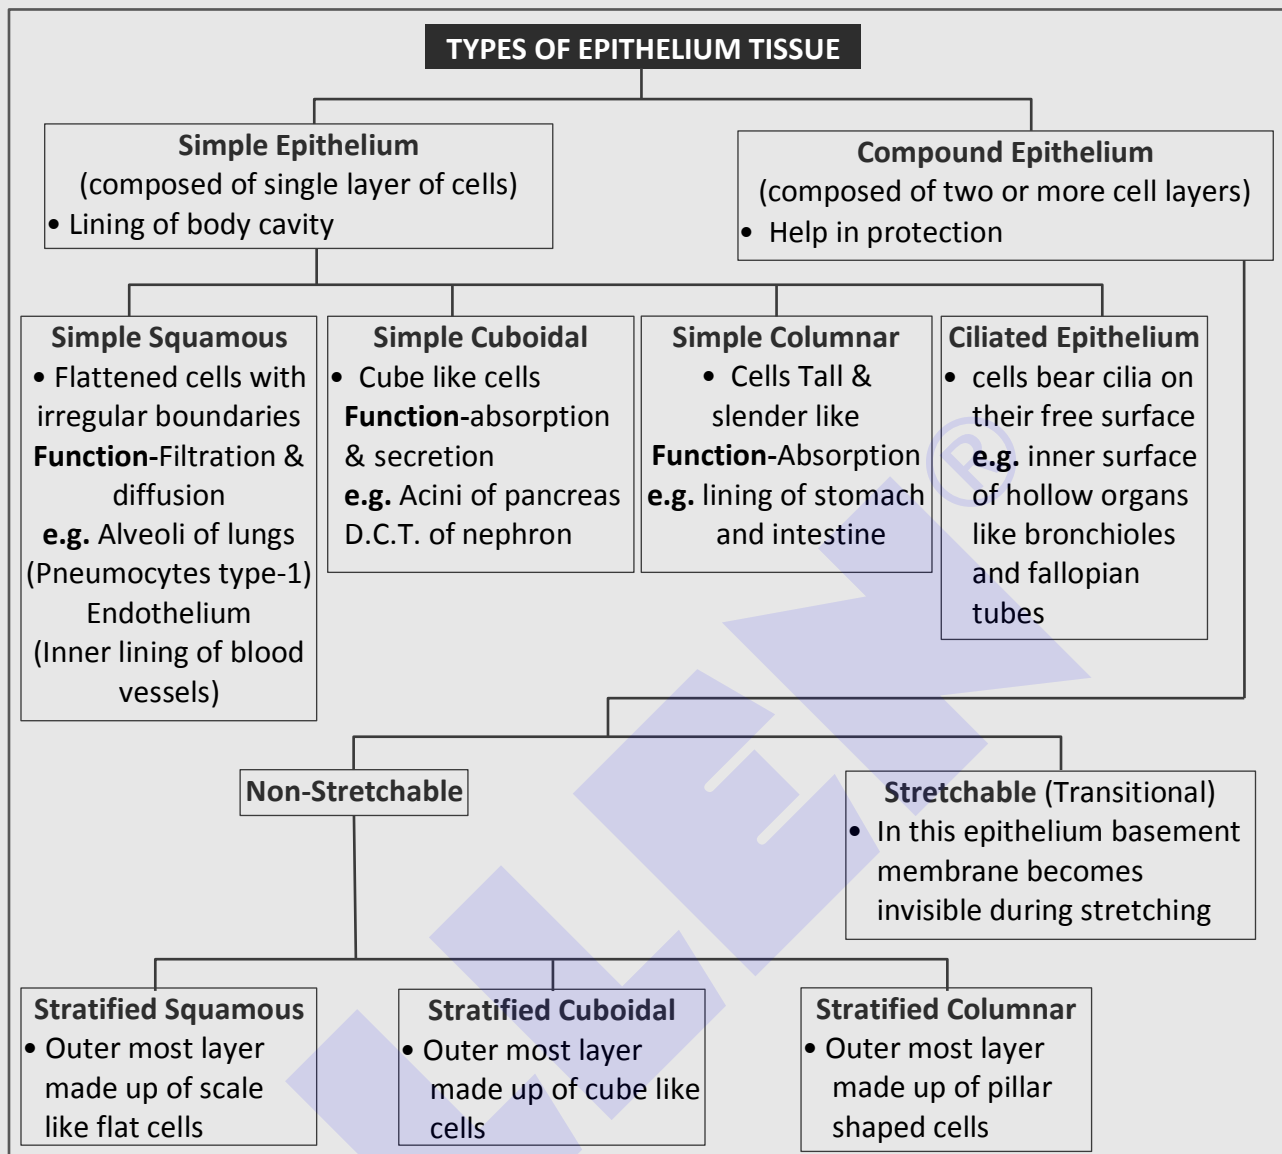 TYPES OF EPITHELIUM TISSUE
Simple Epithelium
(composed of single layer of cells)
• Lining of body cavity
Compound Epithelium
(composed of two or more cell layers)
• Help in protection
Simple Squamous
• Flattened cells with
irregular boundaries
Function-Filtration &
diffusion
e.g. Alveoli of lungs
(Pneumocytes type-1)
Endothelium
(Inner lining of blood
vessels)
Simple Cuboidal
• Cube like cells
Function-absorption
& secretion
e.g. Acini of pancreas
D.C.T. of nephron
Simple Columnar
• Cells Tall &
slender like
Function-Absorption
e.g. lining of stomach
and intestine
Ciliated Epithelium
• cells bear cilia on
their free surface
e.g. inner surface
of hollow organs
like bronchioles
and fallopian
tubes
Non-Stretchable
Stretchable (Transitional)
• In this epithelium basement
membrane becomes
invisible during stretching
Stratified Squamous
• Outer most layer
made up of scale
like flat cells
Stratified Cuboidal
• Outer most layer
made up of cube like
cells
Stratified Columnar
• Outer most layer
made up of pillar
shaped cells
LLEN®